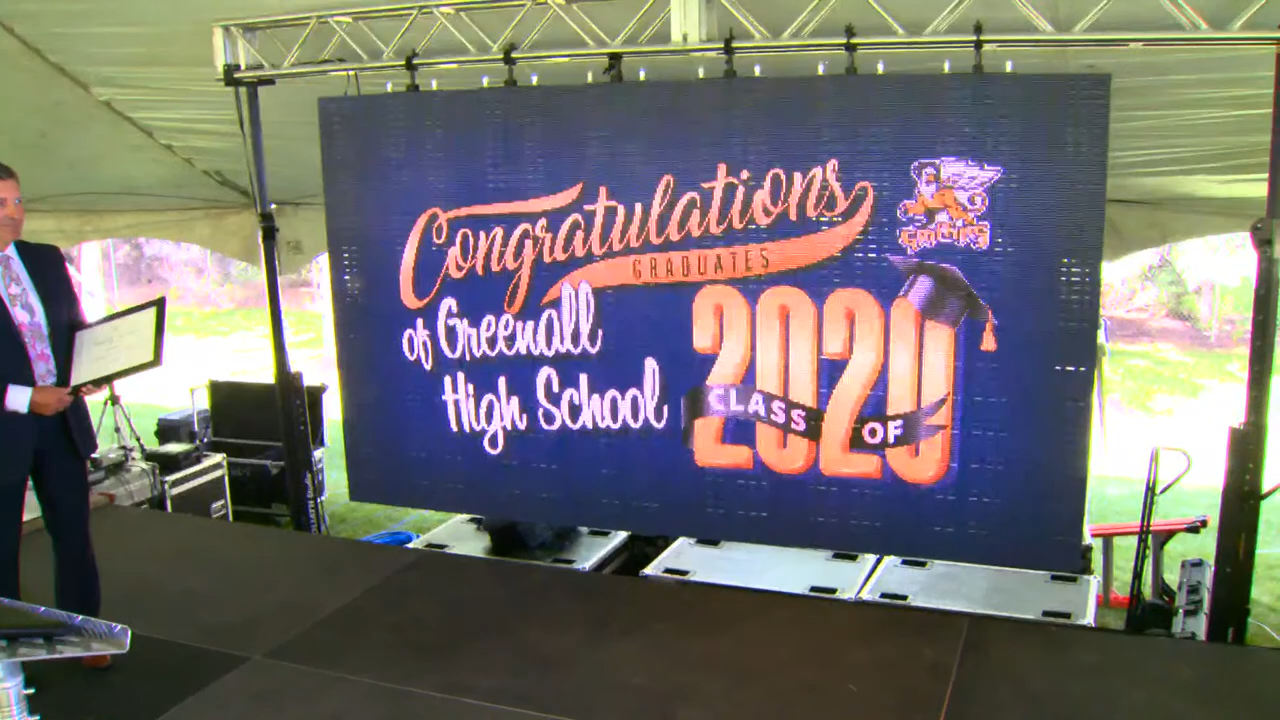 Congratulations
GRADUATES
of Greenall
High School
2020
CLASS OF